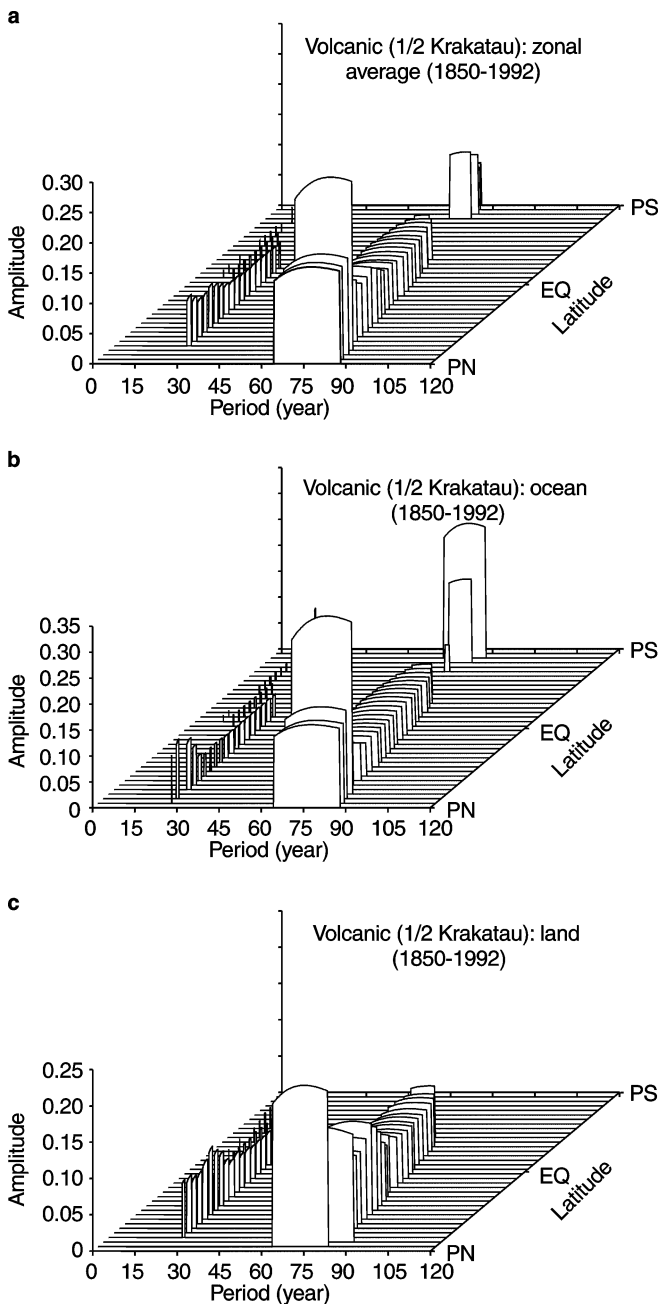 a
Volcanic (1/2 Krakatau): zonal
average (1850-1992)
0.30
0.25
0.20
0.15
0.10
0.05
0
Amplitude
PS
EQ
Latitude
PN
0 15 30 45 60 75 90 105 120
Period (year)
b
Volcanic (1/2 Krakatau): ocean
(1850-1992)
0.35
0.30
0.25
0.20
0.15
0.10
0.05
0
Amplitude
PS
EQ
Latitude
PN
0 15 30 45 60 75 90 105 120
Period (year)
c
Volcanic (1/2 Krakatau): land
(1850-1992)
0.25
0.20
0.15
0.10
0.05
0
Amplitude
PS
EQ
Latitude
PN
0 15 30 45 60 75 90 105 120
Period (year)